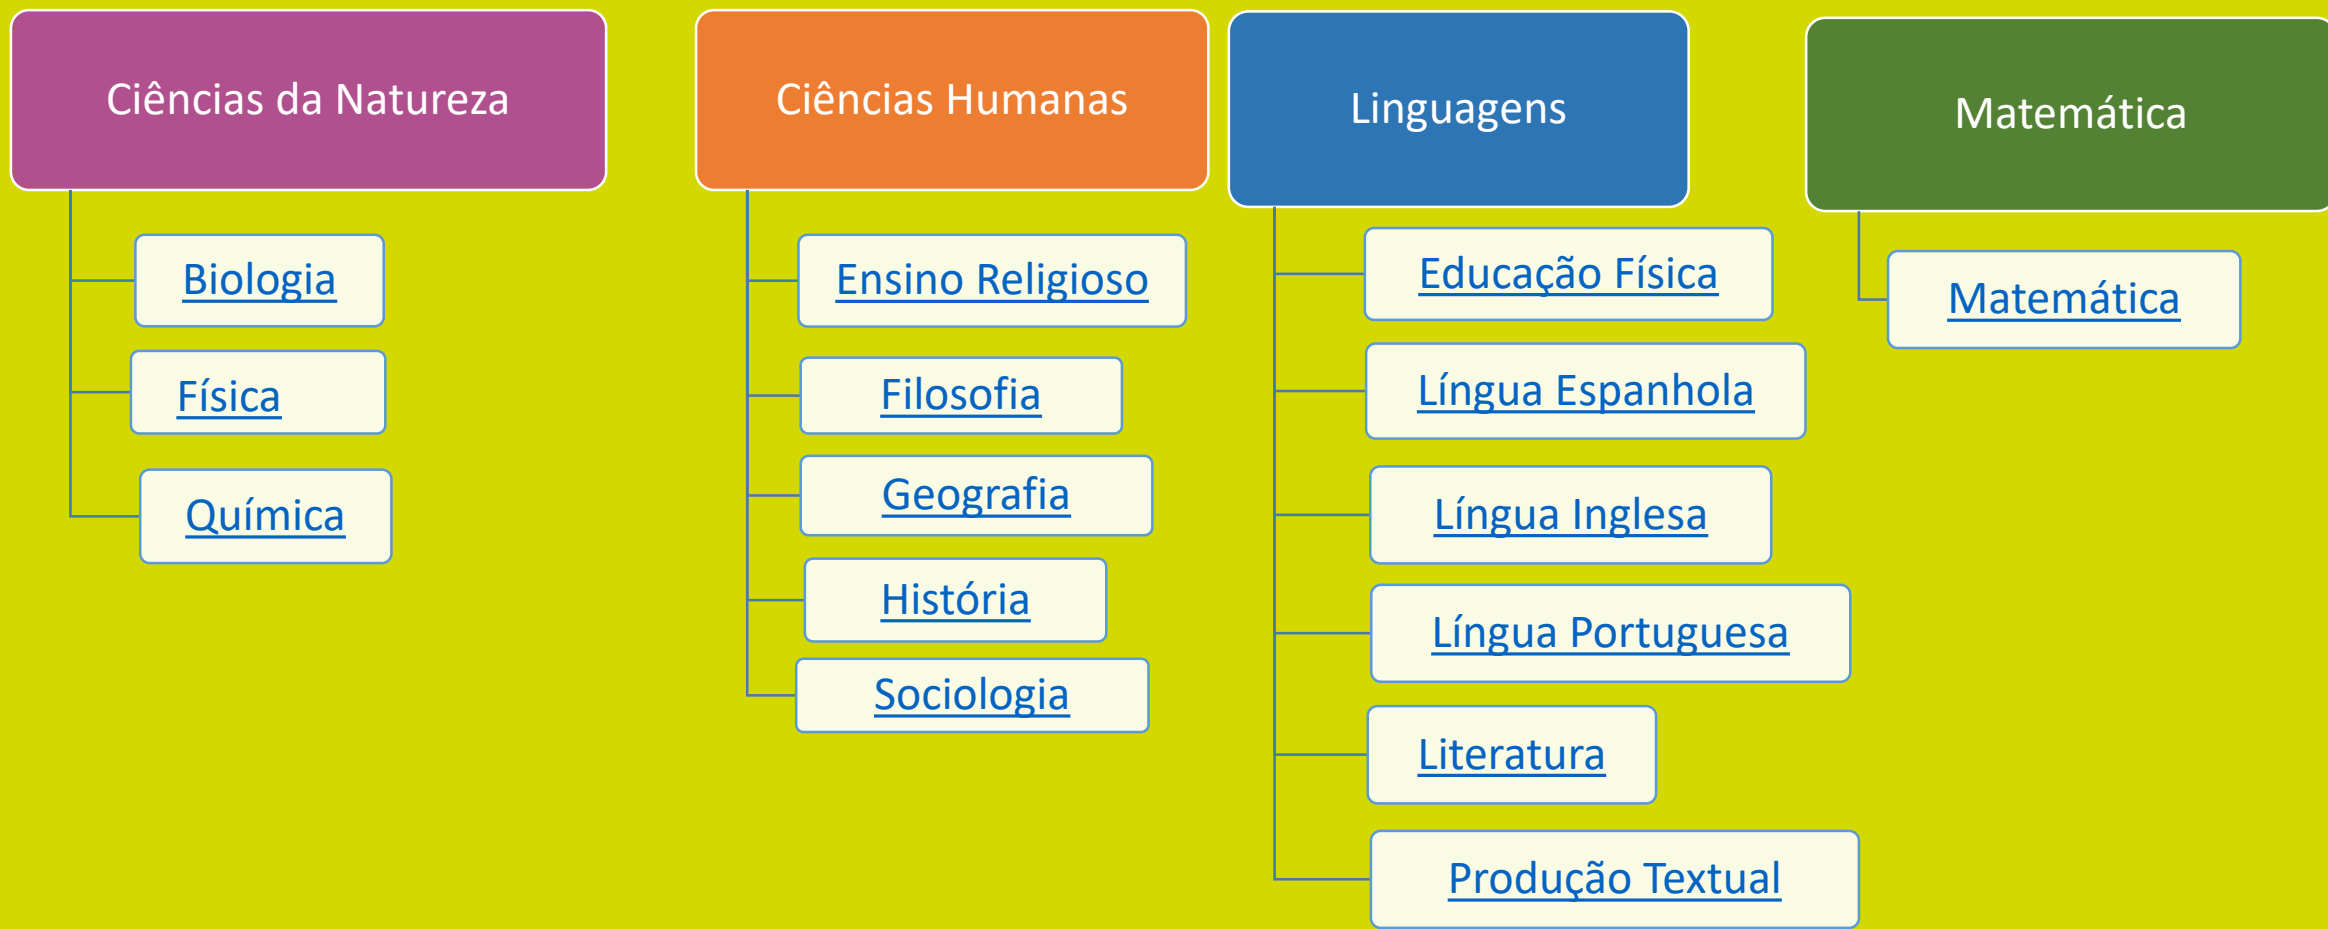 Ciências da Natureza
Biologia
Física
Química
Ciências Humanas
Ensino Religioso
Filosofia
Geografia
História
Sociologia
Linguagens
Educação Física
Língua Espanhola
Língua Inglesa
Língua Portuguesa
Literatura
Produção Textual
Matemática
Matemática